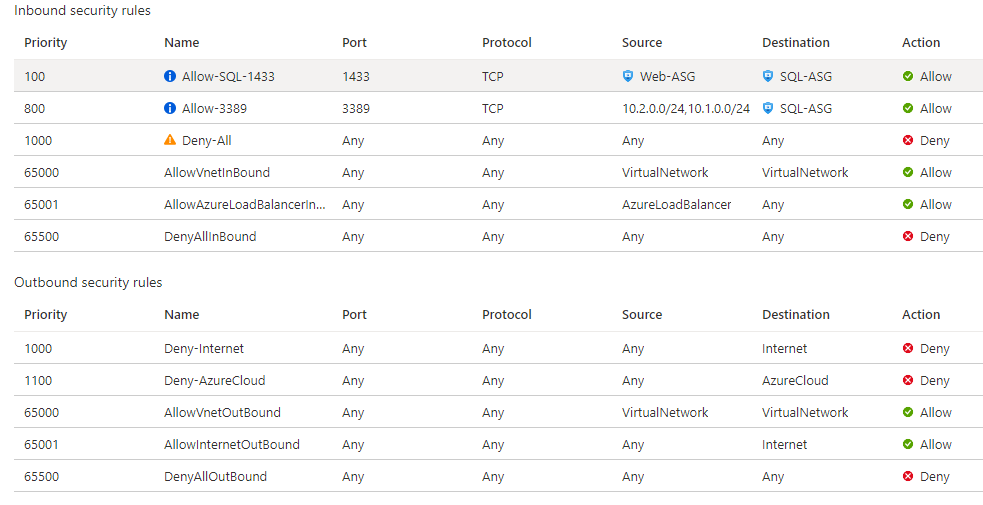 Inbound security rules
Priority Name Port Protocol Source Destination Action
100 Allow-SQL-1433 1433 TCP Web-ASG SQL-ASG Allow
800 Allow-3389 3389 TCP 10.2.0.0/24,10.1.0.0/24 SQL-ASG Allow
1000 Deny-All Any Any Any Any Deny
65000 AllowVnetInBound Any Any VirtualNetwork VirtualNetwork Allow
65001 AllowAzureLoadBalancerIn... Any Any AzureLoadBalancer Any Allow
65500 DenyAllInBound Any Any Any Any Deny
Outbound security rules
Priority Name Port Protocol Source Destination Action
1000 Deny-Internet Any Any Any Internet Deny
1100 Deny-AzureCloud Any Any Any AzureCloud Deny
65000 AllowVnetOutBound Any Any VirtualNetwork VirtualNetwork Allow
65001 AllowInternetOutBound Any Any Any Internet Allow
65500 DenyAllOutBound Any Any Any Any Deny